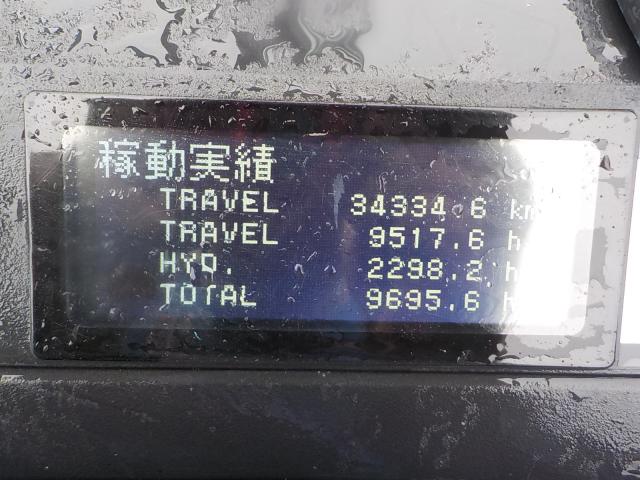 稼動実績
TRAVEL 34334.6 km
TRAVEL 9517.6 h
HYD. 2298.2 h
TOTAL 9695.6 h